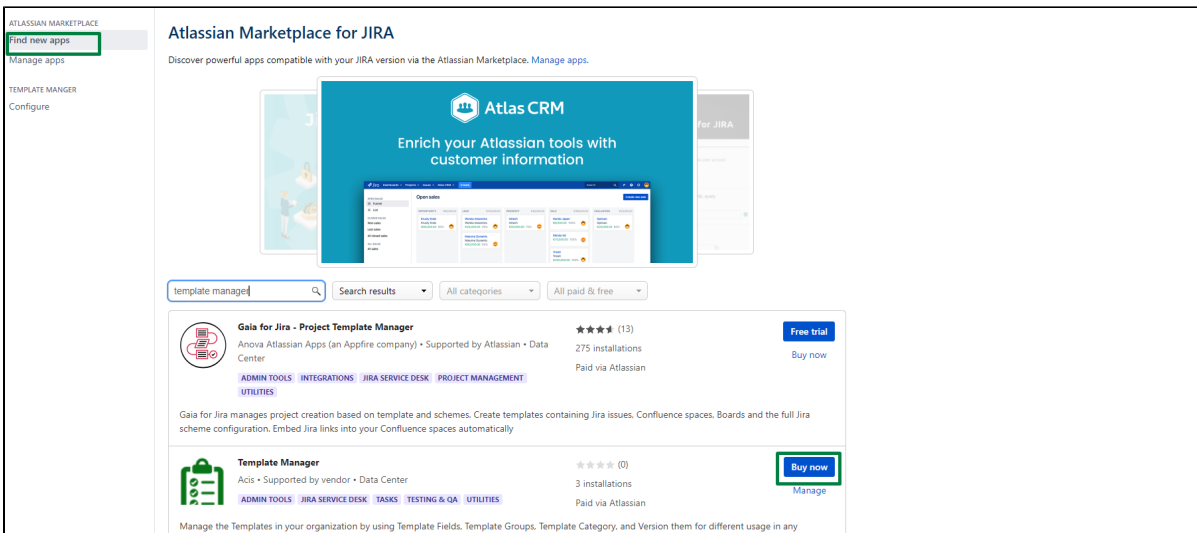 ATLASSIAN MARKETPLACE
Find new apps
Manage apps
TEMPLATE MANGER
Configure
Atlassian Marketplace for JIRA
Discover powerful apps compatible with your JIRA version via the Atlassian Marketplace. Manage apps.
Atlas CRM
Enrich your Atlassian tools with
customer information
Open sales
for JIRA
template manager
Search results
All categories
All paid & free
Gaia for Jira - Project Template Manager
(13)
Free trial
Anova Atlassian Apps (an Appfire company) • Supported by Atlassian • Data
Center
275 installations
Buy now
Paid via Atlassian
ADMIN TOOLS INTEGRATIONS JIRA SERVICE DESK PROJECT MANAGEMENT
UTILITIES
Gaia for Jira manages project creation based on template and schemes. Create templates containing Jira issues, Confluence spaces, Boards and the full Jira
scheme configuration. Embed Jira links into your Confluence spaces automatically
Template Manager
(0)
Buy now
Acis • Supported by vendor • Data Center
3 installations
Manage
ADMIN TOOLS JIRA SERVICE DESK TASKS TESTING & QA UTILITIES
Paid via Atlassian
Manage the Templates in your organization by using Template Fields, Template Groups, Template Category, and Version them for different usage in any